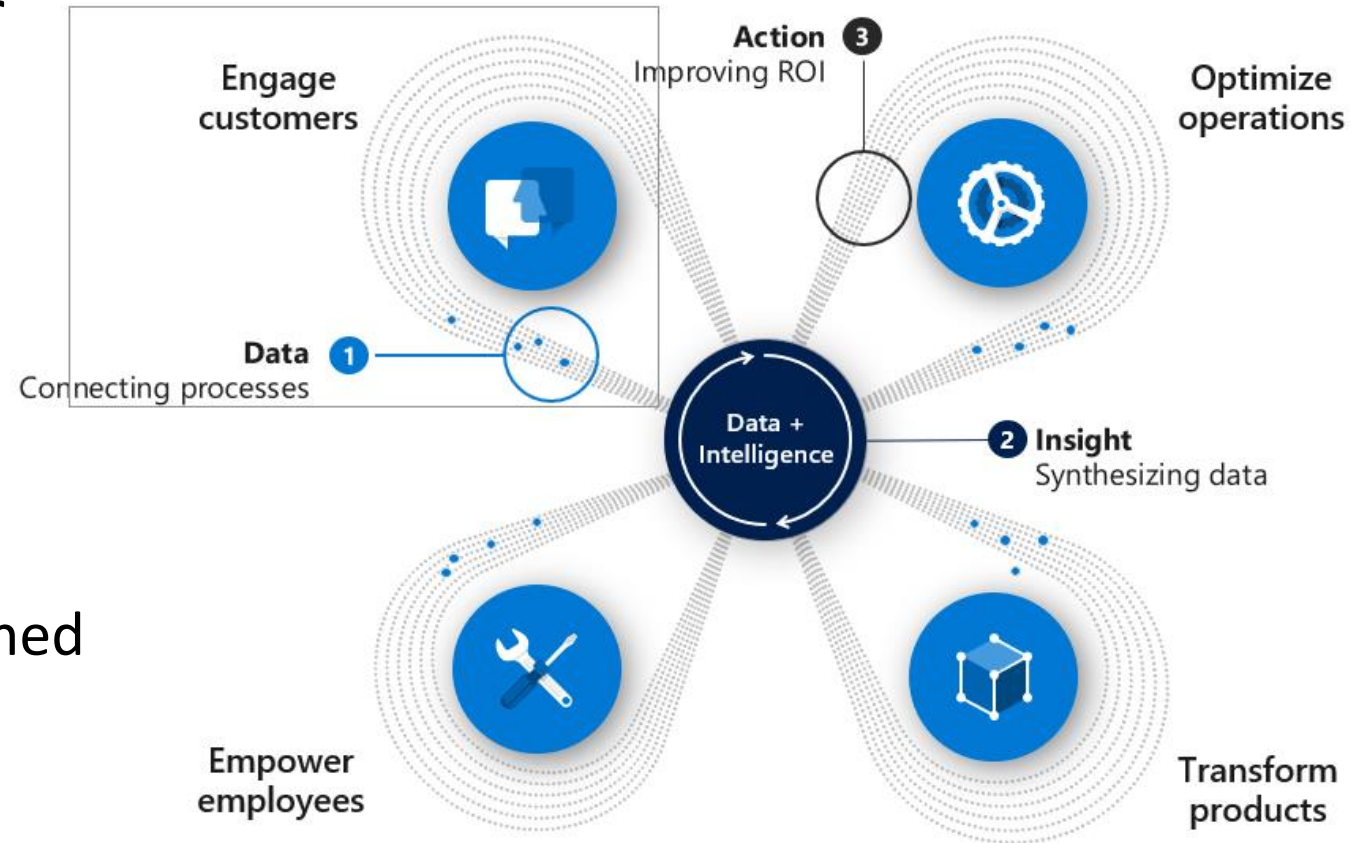 Engage
customers
Action 3
Improving ROI
Optimize
operations
Data 1
Connecting processes
Data +
Intelligence
2 Insight
Synthesizing data
ned
Empower
employees
Transform
products